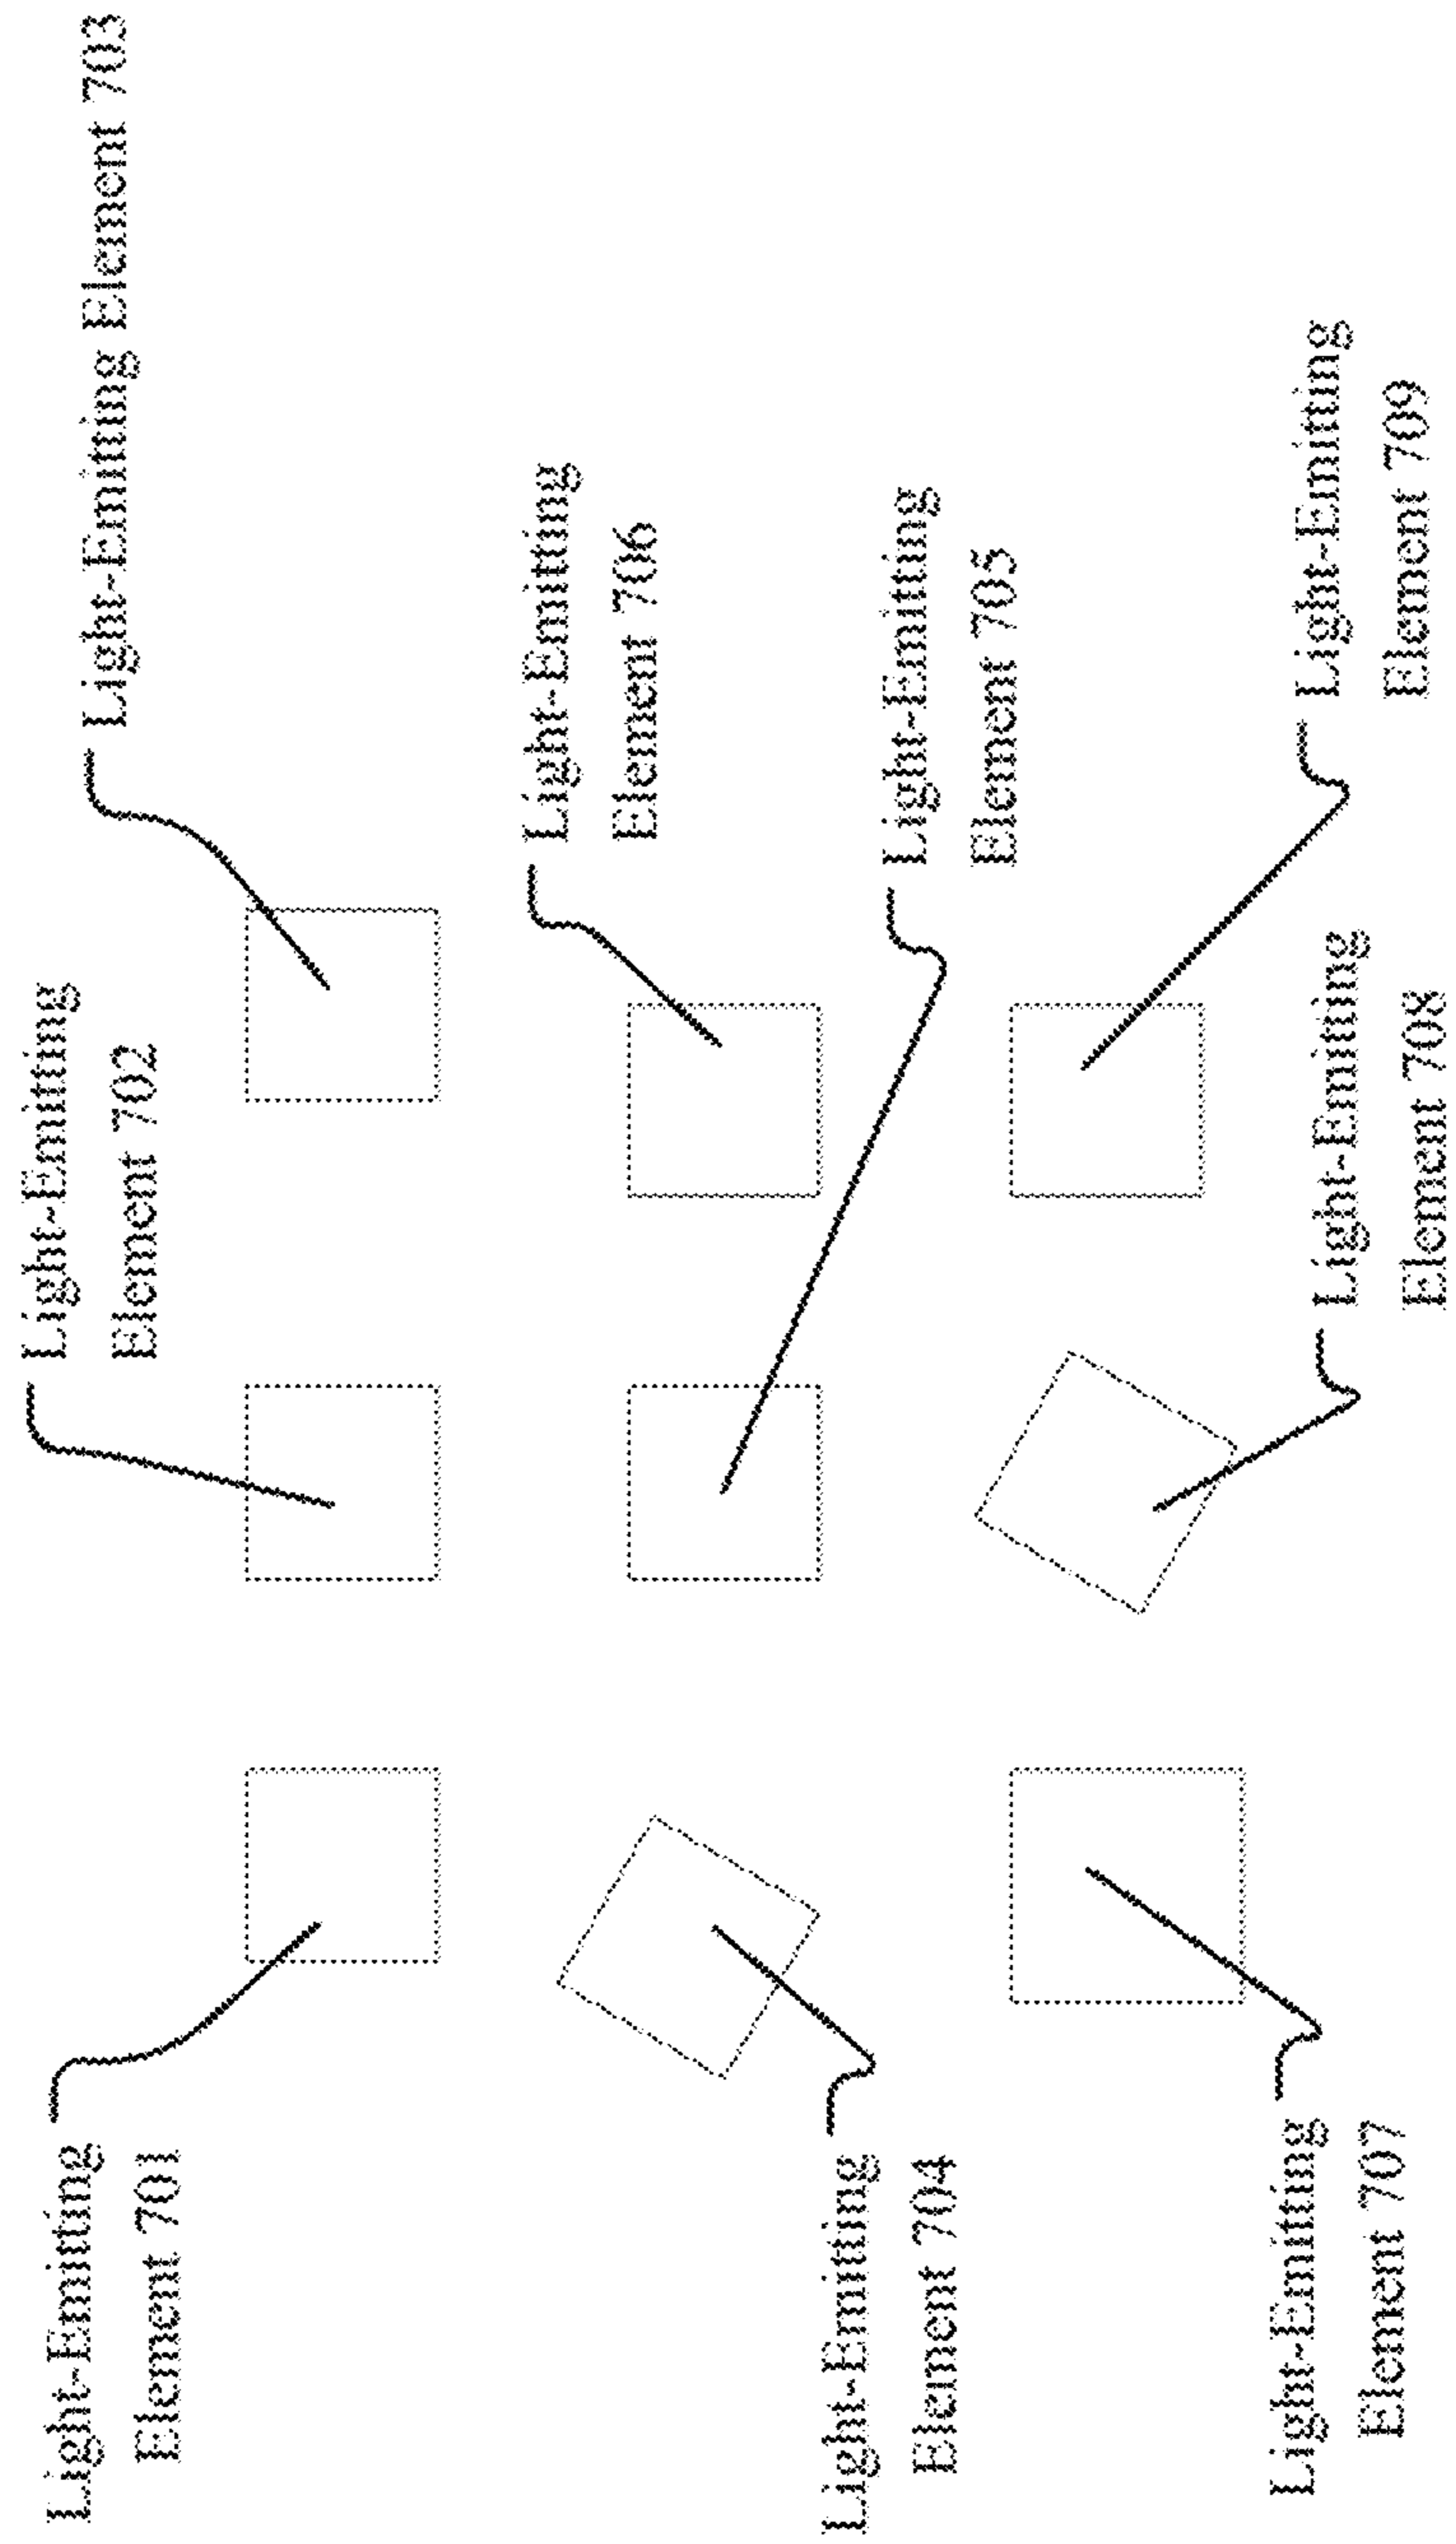 Light-Emitting
Element 701
Light-Emitting
Element 702
Light-Emitting Element 703
Light-Emitting
Element 704
Light-Emitting
Element 706
Light-Emitting
Element 705
Light-Emitting
Element 707
Light-Emitting
Element 708
Light-Emitting
Element 709